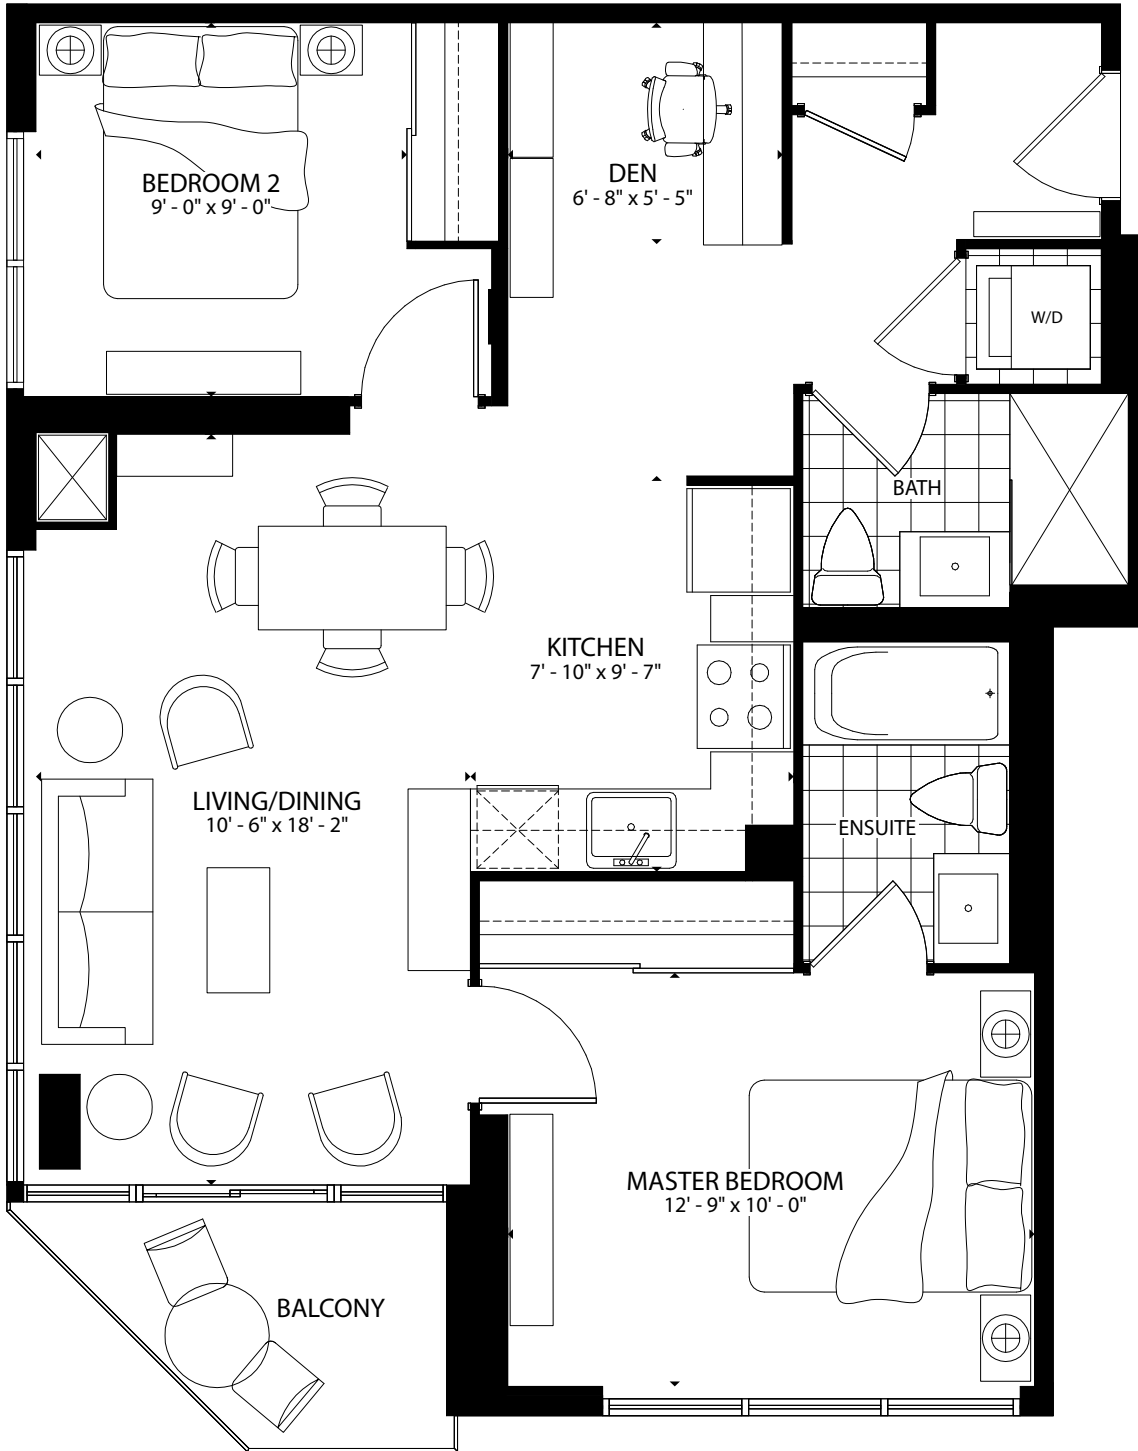 BEDROOM 2
9' - 0" x 9' - 0"
DEN
6' - 8" x 5' - 5"
W/D
BATH
KITCHEN
7' - 10" x 9' - 7"
LIVING/DINING
10' - 6" x 18' - 2"
ENSUITE
MASTER BEDROOM
12' - 9" x 10' - 0"
BALCONY